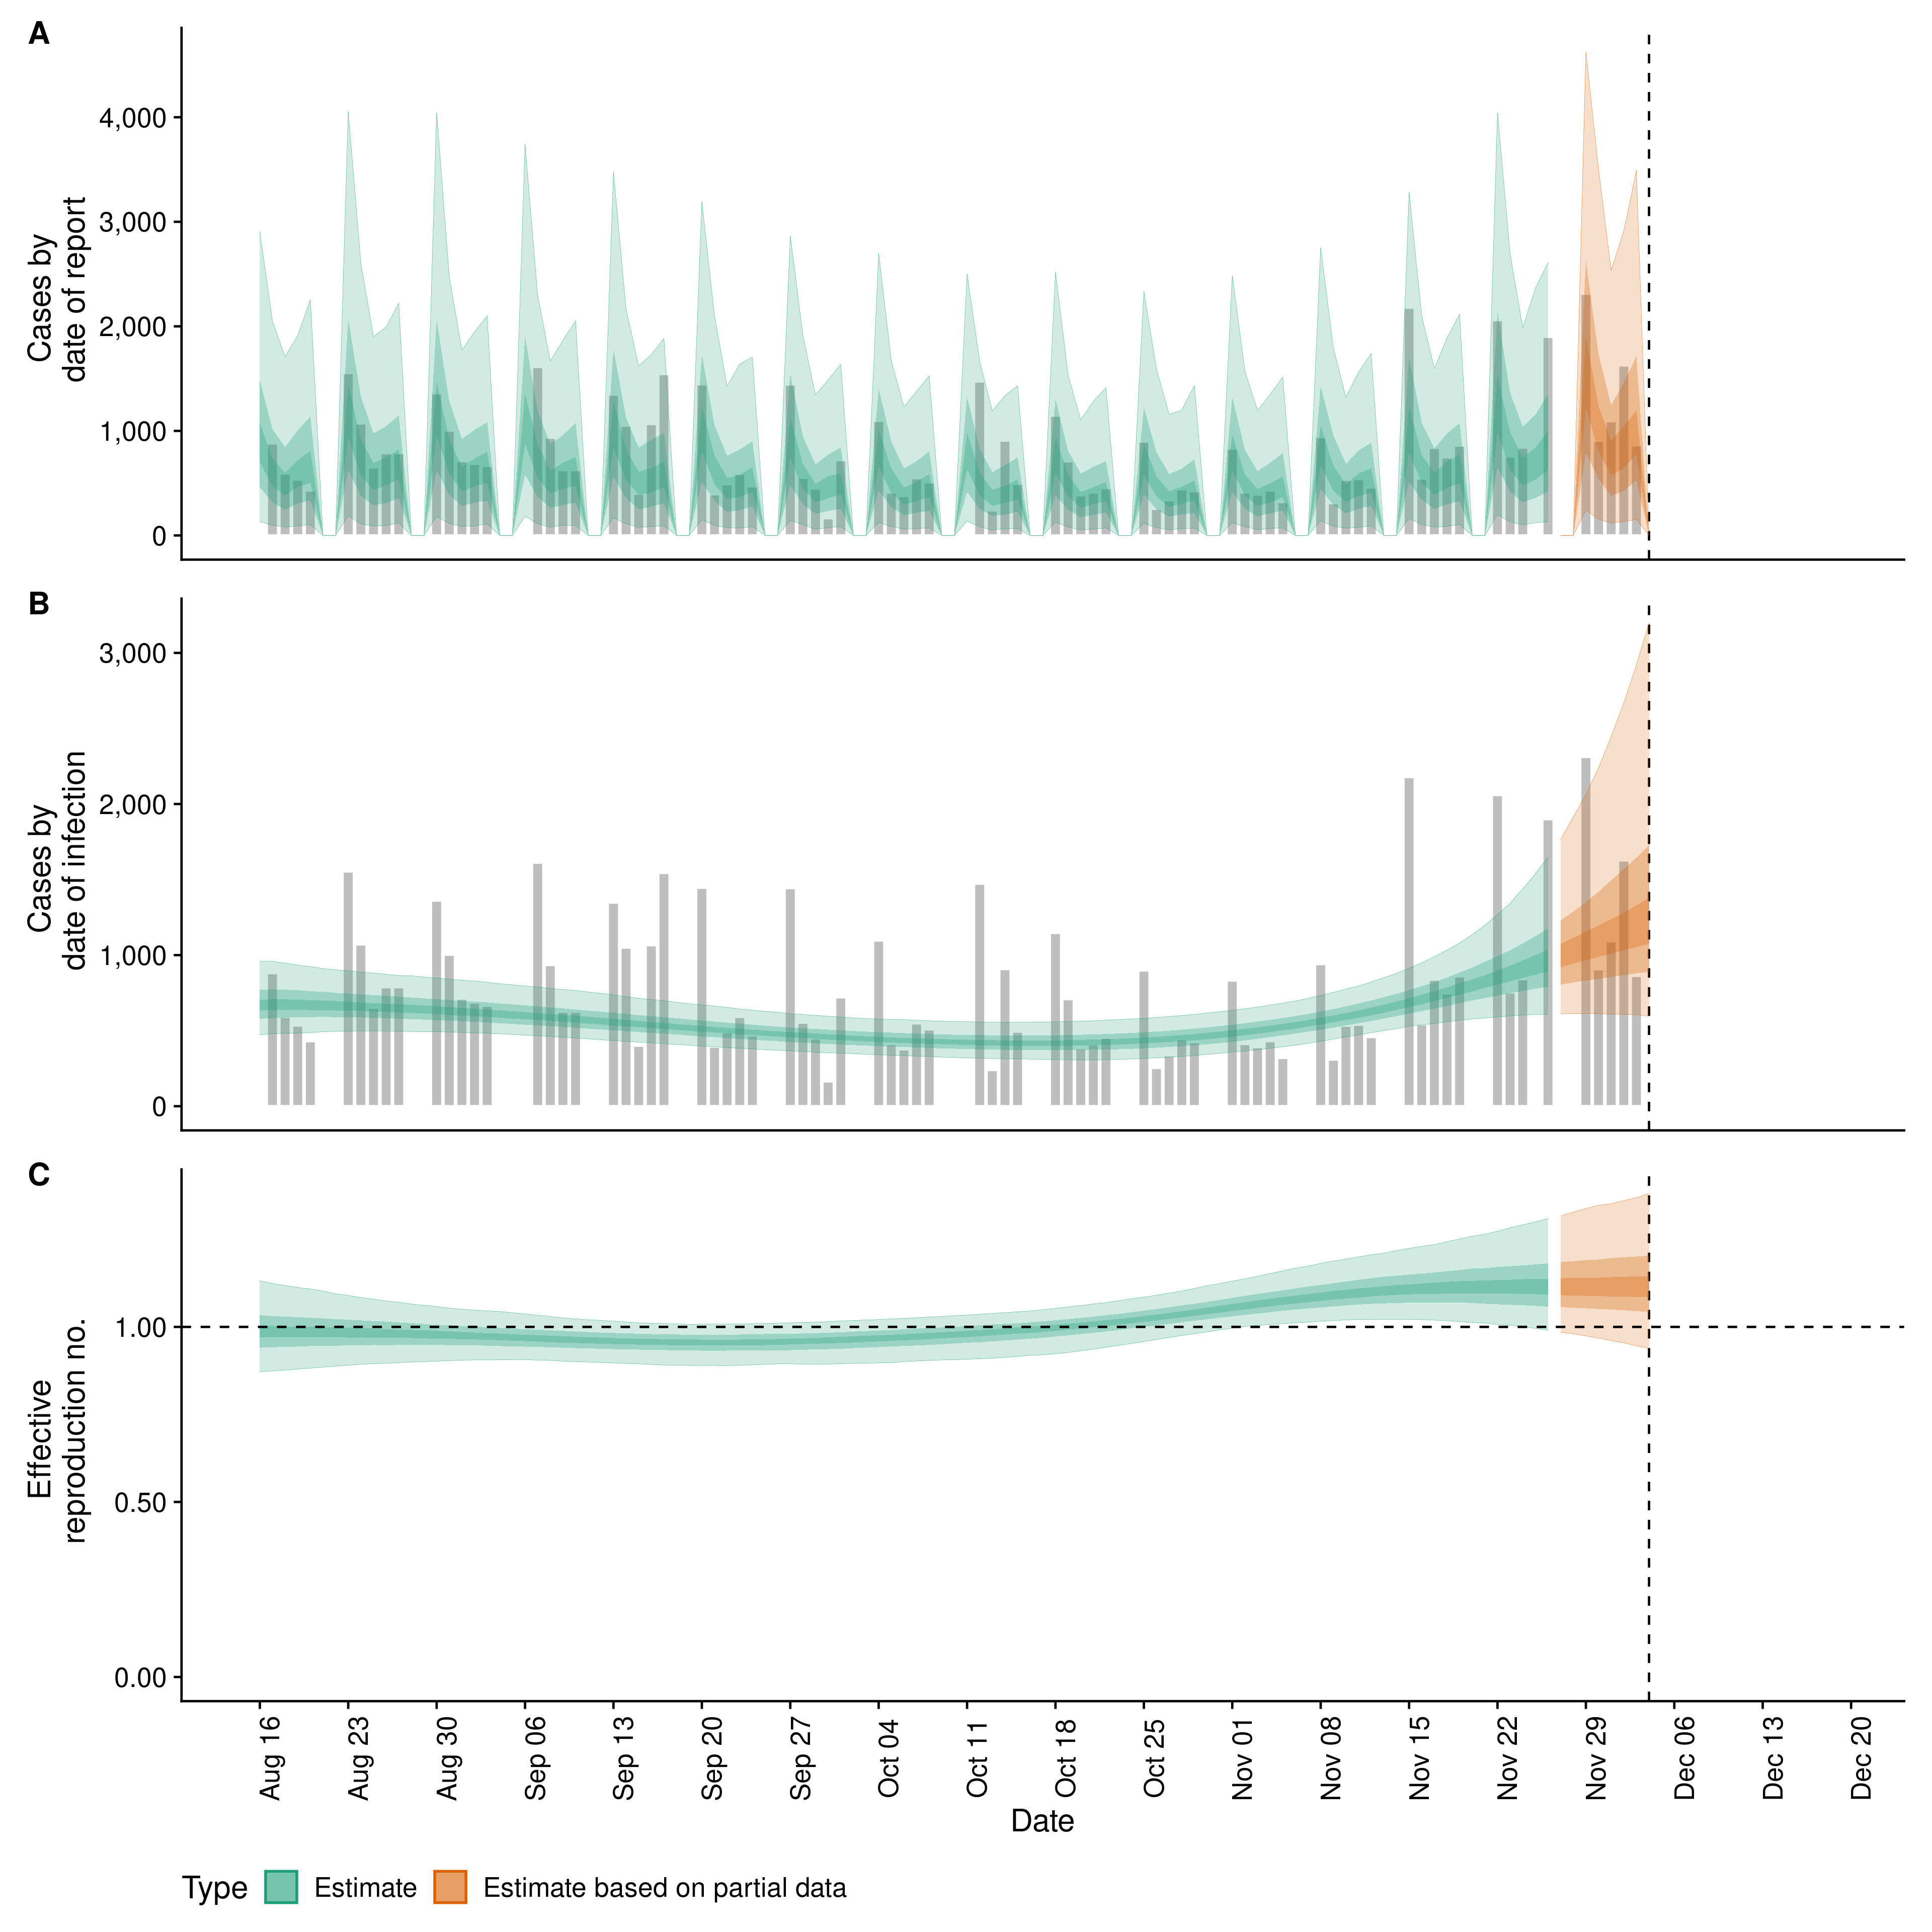 A
Cases by
date of report
4,000
3,000
2,000
1,000
0
B
Cases by
date of infection
3,000
2,000
1,000
0
C
Effective
reproduction no.
1.00
0.50
0.00
Aug 16
Aug 23
Aug 30
Sep 06
Sep 13
Sep 20
Sep 27
Oct 04
Oct 11
Oct 18
Oct 25
Nov 01
Nov 08
Nov 15
Nov 22
Nov 29
Dec 06
Dec 13
Dec 20
Date
Type Estimate Estimate based on partial data